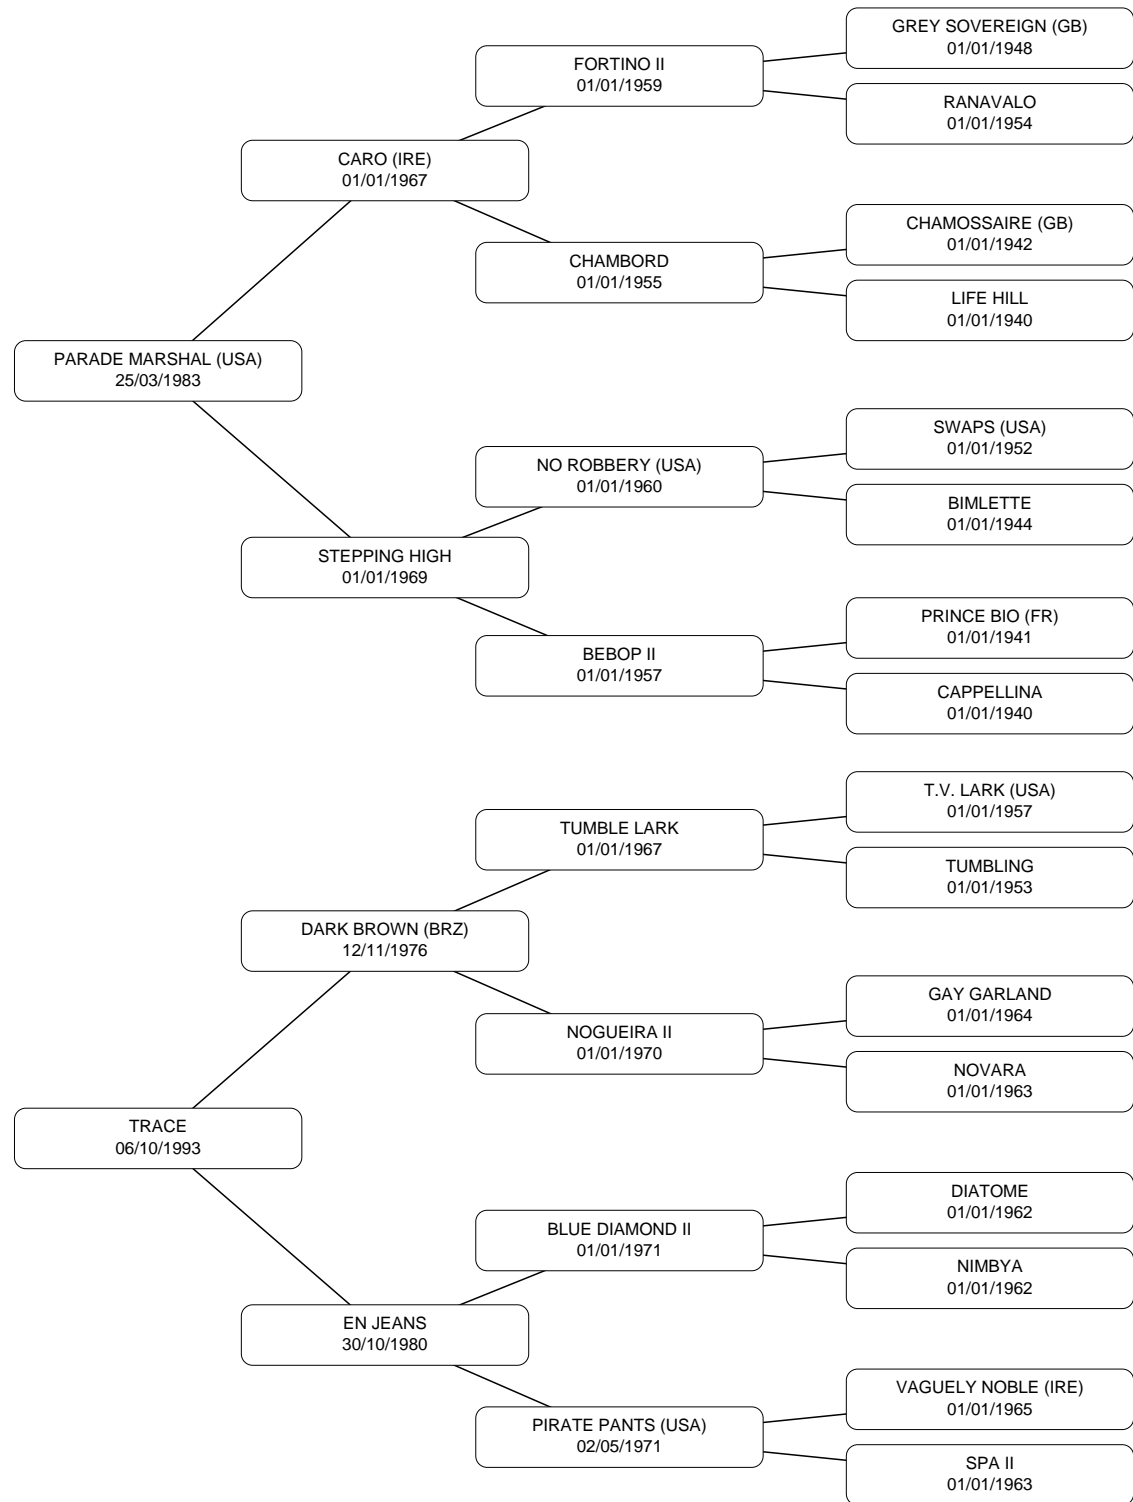 GREY SOVEREIGN (GB)
01/01/1948
FORTINO II
01/01/1959
RANAVALO
01/01/1954
CARO (IRE)
01/01/1967
CHAMOSSAIRE (GB)
01/01/1942
CHAMBORD
01/01/1955
LIFE HILL
01/01/1940
PARADE MARSHAL (USA)
25/03/1983
SWAPS (USA)
01/01/1952
NO ROBBERY (USA)
01/01/1960
BIMLETTE
01/01/1944
STEPPING HIGH
01/01/1969
PRINCE BIO (FR)
01/01/1941
BEBOP II
01/01/1957
CAPPELLINA
01/01/1940
T.V. LARK (USA)
01/01/1957
TUMBLE LARK
01/01/1967
TUMBLING
01/01/1953
DARK BROWN (BRZ)
12/11/1976
GAY GARLAND
01/01/1964
NOGUEIRA II
01/01/1970
NOVARA
01/01/1963
TRACE
06/10/1993
DIATOME
01/01/1962
BLUE DIAMOND II
01/01/1971
NIMBYA
01/01/1962
EN JEANS
30/10/1980
VAGUELY NOBLE (IRE)
01/01/1965
PIRATE PANTS (USA)
02/05/1971
SPA II
01/01/1963